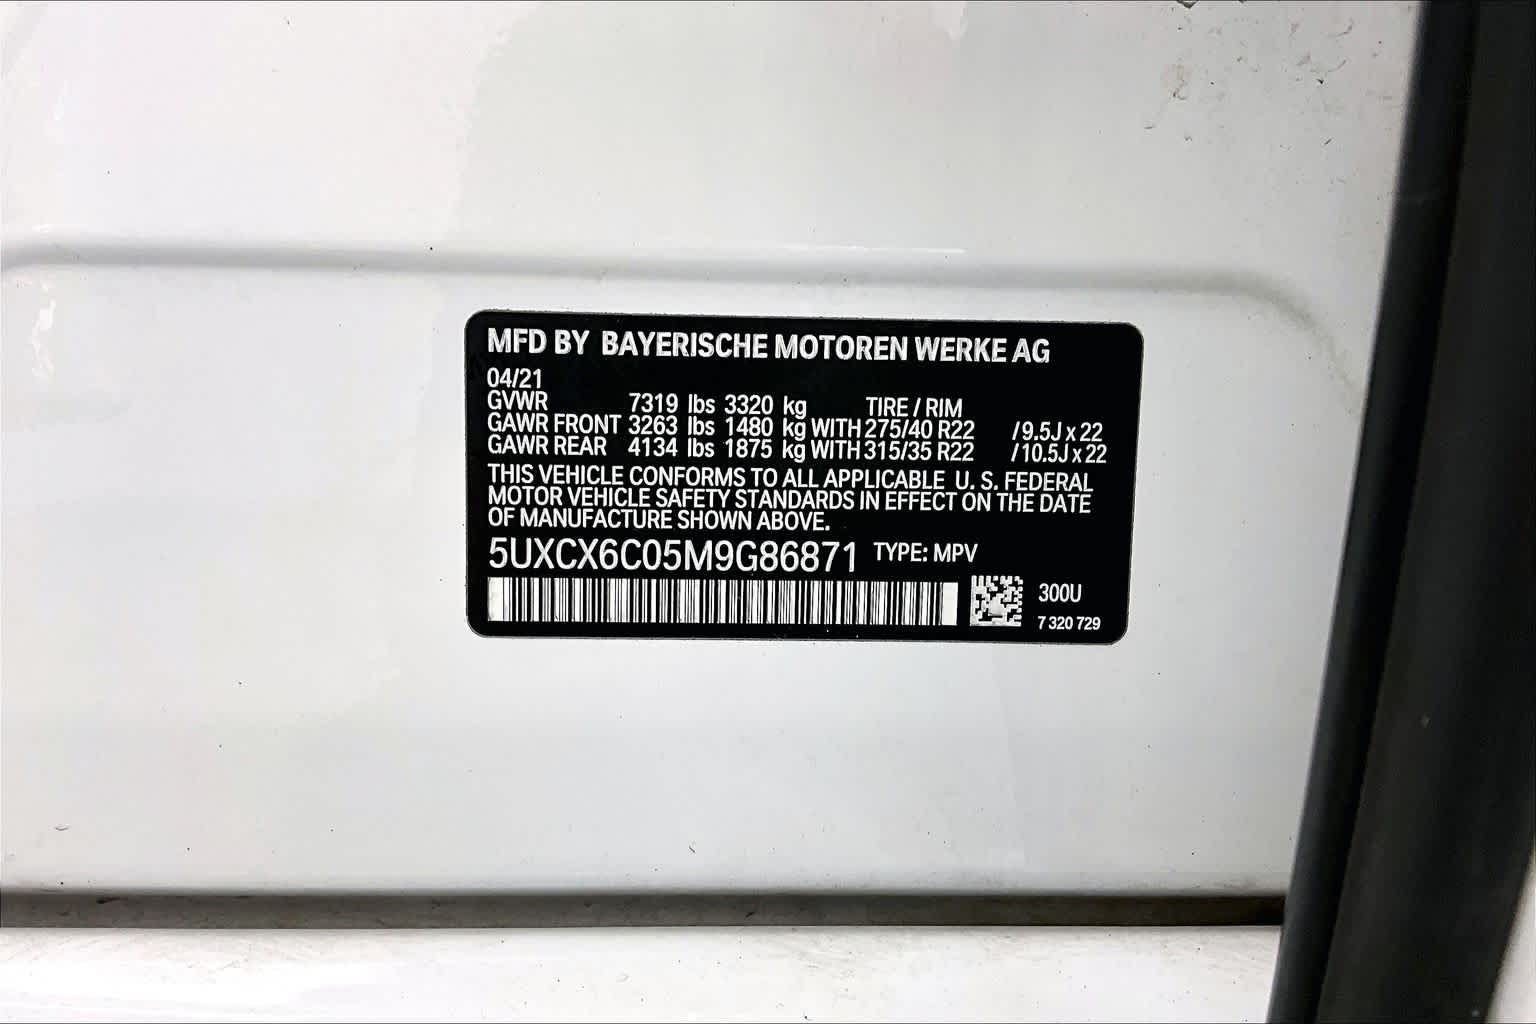 MFD BY BAYERISCHE MOTOREN WERKE AG
04/21
GVWR 7319 lbs 3320 kg TIRE / RIM
GAWR FRONT 3263 lbs 1480 kg WITH 275/40 R22 /9.5J x 22
GAWR REAR 4134 lbs 1875 kg WITH 315/35 R22 /10.5J x 22
THIS VEHICLE CONFORMS TO ALL APPLICABLE U. S. FEDERAL
MOTOR VEHICLE SAFETY STANDARDS IN EFFECT ON THE DATE
OF MANUFACTURE SHOWN ABOVE.
5UXCX6C05M9G86871 TYPE: MPV
300U
7 320 729